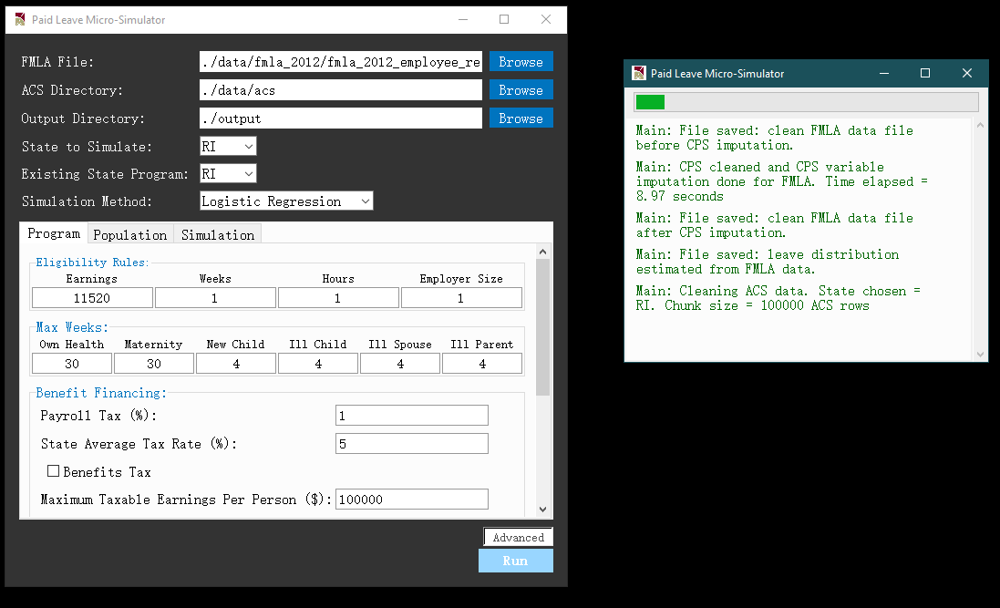 Paid Leave Micro-Simulator
FMLA File:
./data/fmla_2012/fmla_2012_employee_re
Browse
ACS Directory:
./data/acs
Browse
Output Directory:
./output
Browse
State to Simulate:
RI
Existing State Program:
RI
Simulation Method:
Logistic Regression
Program
Population
Simulation
Eligibility Rules:
Earnings Weeks Hours Employer Size
11520 1 1 1
Max Weeks:
Own Health Maternity New Child Ill Child Ill Spouse Ill Parent
30 30 4 4 4 4
Benefit Financing:
Payroll Tax (%):
1
State Average Tax Rate (%):
5
Benefits Tax
Maximum Taxable Earnings Per Person ($):
100000
Advanced
Run
Paid Leave Micro-Simulator
Main: File saved: clean FMLA data file
before CPS imputation.
Main: CPS cleaned and CPS variable
imputation done for FMLA. Time elapsed =
8.97 seconds
Main: File saved: clean FMLA data file
after CPS imputation.
Main: File saved: leave distribution
estimated from FMLA data.
Main: Cleaning ACS data. State chosen =
RI. Chunk size = 100000 ACS rows